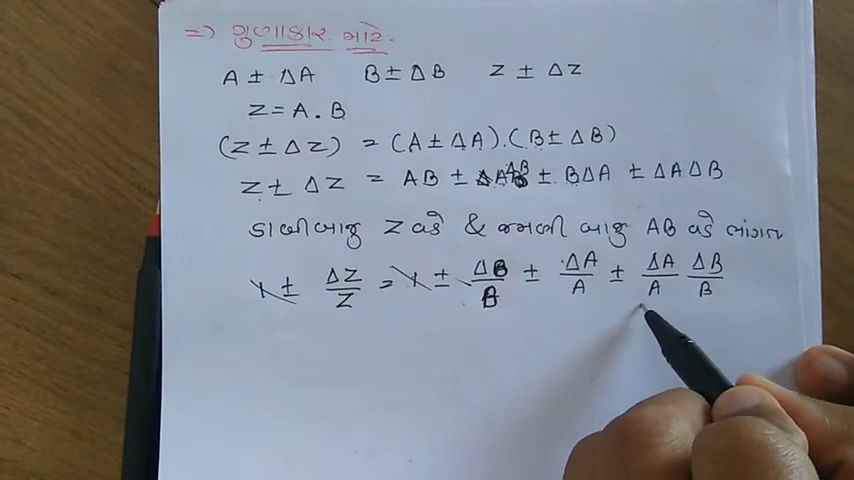 => ગુણાકાર માટે.
A ± ΔA B ± ΔB Z ± ΔZ
Z = A . B
(Z ± ΔZ) = (A ± ΔA).(B ± ΔB)
Z ± ΔZ = AB ± AΔB ± BΔA ± ΔAΔB
ડાબીબાજુ Z વડે & જમણી બાજુ AB વડે ભાંગતા
1 ± ΔZ/Z = 1 ± ΔB/B ± ΔA/A ± ΔA/A ΔB/B